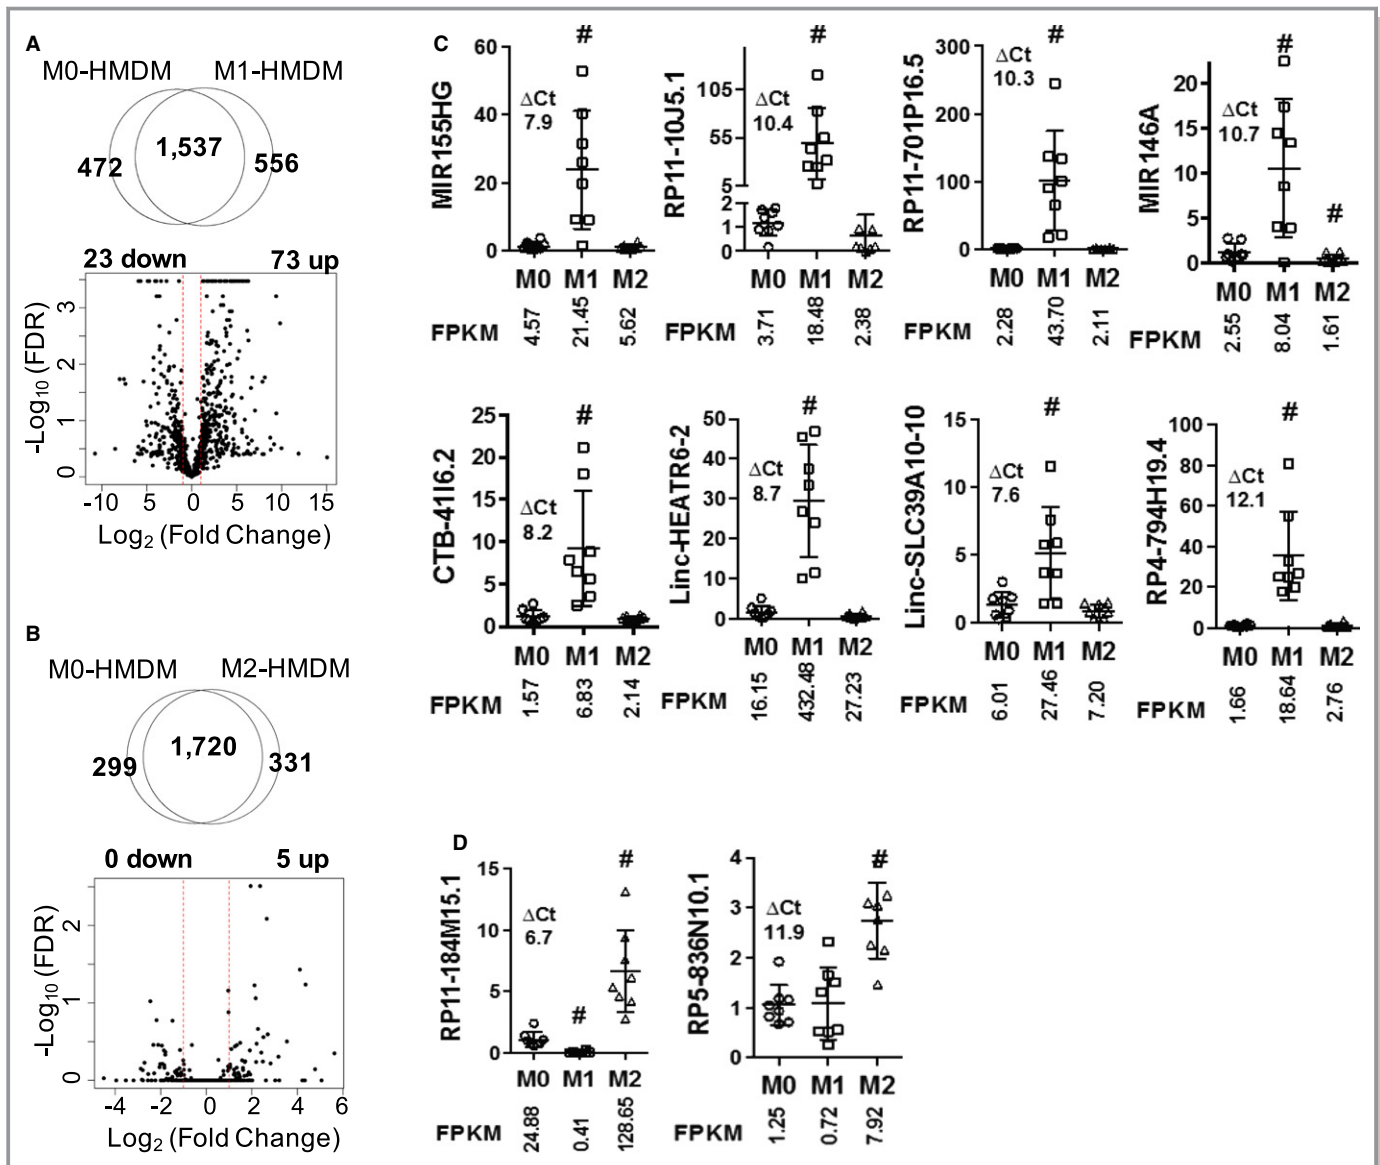 A
M0-HMDM M1-HMDM
472 1,537 556
23 down 73 up
-Log10 (FDR)
3
2
1
0
-10 5 0 5 10 15
Log2 (Fold Change)
B
M0-HMDM M2-HMDM
299 1,720 331
0 down 5 up
-Log10 (FDR)
2
1
0
-4 -2 0 2 4 6
Log2 (Fold Change)
C
MIR155HG
60
40
20
0
ΔCt
7.9
#
M0 M1 M2
FPKM 4.57 21.45 5.62
RP11-10J5.1
105
55
5
2
1
0
ΔCt
10.4
#
M0 M1 M2
FPKM 3.71 18.48 2.38
RP11-701P16.5
300
200
100
0
ΔCt
10.3
#
M0 M1 M2
FPKM 2.28 43.70 2.11
MIR146A
20
15
10
5
0
ΔCt
10.7
#
#
M0 M1 M2
FPKM 2.55 8.04 1.61
CTB-41I6.2
25
20
15
10
5
0
ΔCt
8.2
#
M0 M1 M2
FPKM 1.57 6.83 2.14
Linc-HEATR6-2
50
40
30
20
10
0
ΔCt
8.7
#
M0 M1 M2
FPKM 16.15 432.48 27.23
Linc-SLC39A10-10
15
10
5
0
ΔCt
7.6
#
M0 M1 M2
FPKM 6.01 27.46 7.20
RP4-794H19.4
100
80
60
40
20
0
ΔCt
12.1
#
M0 M1 M2
FPKM 1.66 18.64 2.76
D
RP11-184M15.1
15
10
5
0
ΔCt
6.7
#
#
M0 M1 M2
FPKM 24.88 0.41 128.65
RP5-836N10.1
4
3
2
1
0
ΔCt
11.9
#
M0 M1 M2
FPKM 1.25 0.72 7.92